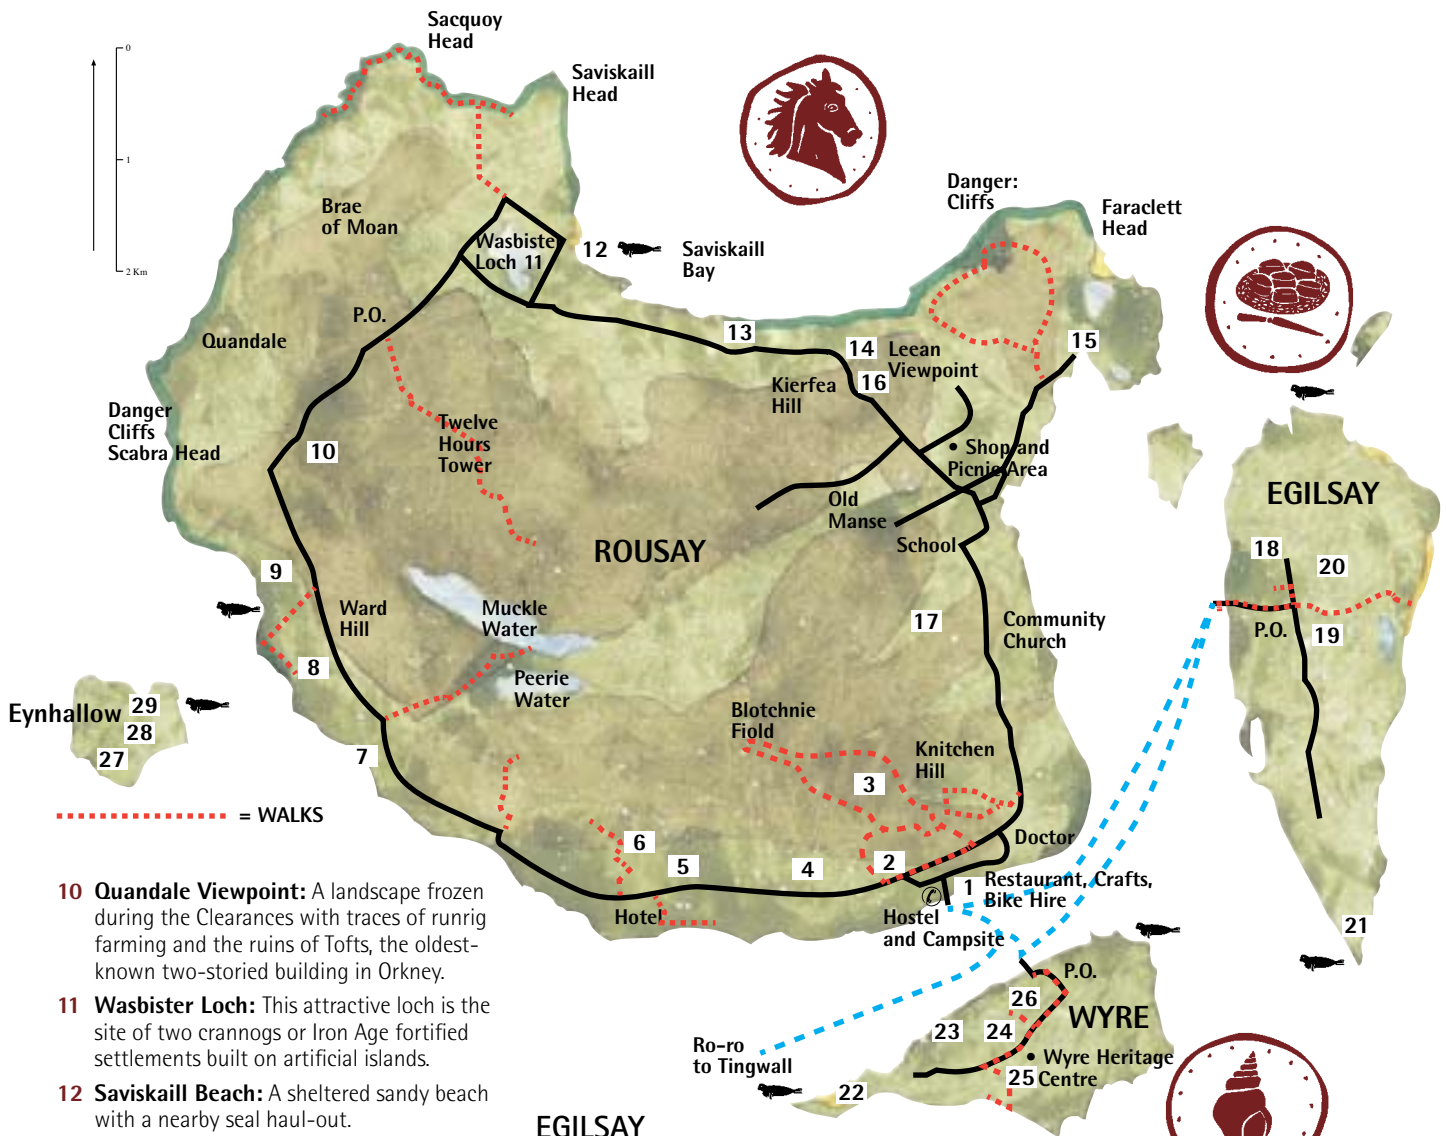 Sacquoy
Head
0
Saviskaill
Head
1
Danger:
Cliffs
Faraclett
Head
Brae
of Moan
Wasbiste
Loch 11
12
Saviskaill
Bay
2 Km
P.O.
13
15
14
Leean
Viewpoint
Quandale
16
Kierfea
Hill
Danger
Cliffs
Scabra Head
Twelve
Hours
Tower
10
Shop and
Picnic Area
EGILSAY
Old
Manse
School
ROUSAY
18
20
9
Ward
Hill
Muckle
Water
17
Community
Church
P.O.
19
8
Peerie
Water
Eynhallow
29
28
27
Blotchnie
Fiold
7
Knitchen
Hill
3
= WALKS
6
5
4
2
Doctor
1
Restaurant, Crafts,
Bike Hire
Hotel
Hostel
and Campsite
21
P.O.
26
WYRE
23
24
Ro-ro
to Tingwall
Wyre Heritage
Centre
25
22
10 Quandale Viewpoint: A landscape frozen
during the Clearances with traces of runrig
farming and the ruins of Tofts, the oldest-
known two-storied building in Orkney.
11 Wasbister Loch: This attractive loch is the
site of two crannogs or Iron Age fortified
settlements built on artificial islands.
12 Saviskaill Beach: A sheltered sandy beach
with a nearby seal haul-out.
EGILSAY